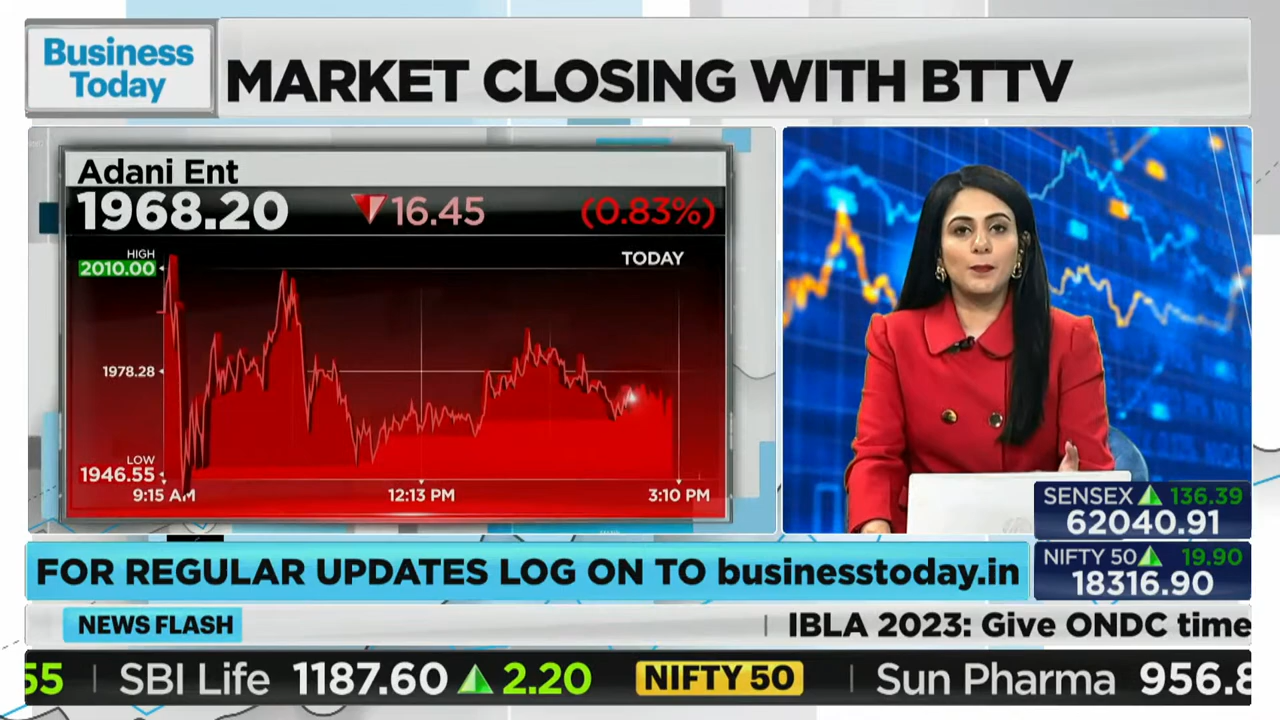 Business
Today
MARKET CLOSING WITH BTTV
Adani Ent
1968.20 ▼ 16.45 (0.83%)
HIGH
2010.00
TODAY
1978.28
LOW
1946.55
9:15 AM 12:13 PM 3:10 PM
SENSEX ▲ 136.39
62040.91
NIFTY 50 ▲ 19.90
18316.90
FOR REGULAR UPDATES LOG ON TO businesstoday.in
NEWS FLASH | IBLA 2023: Give ONDC time
55 | SBI Life 1187.60 ▲ 2.20 NIFTY 50 | Sun Pharma 956.8